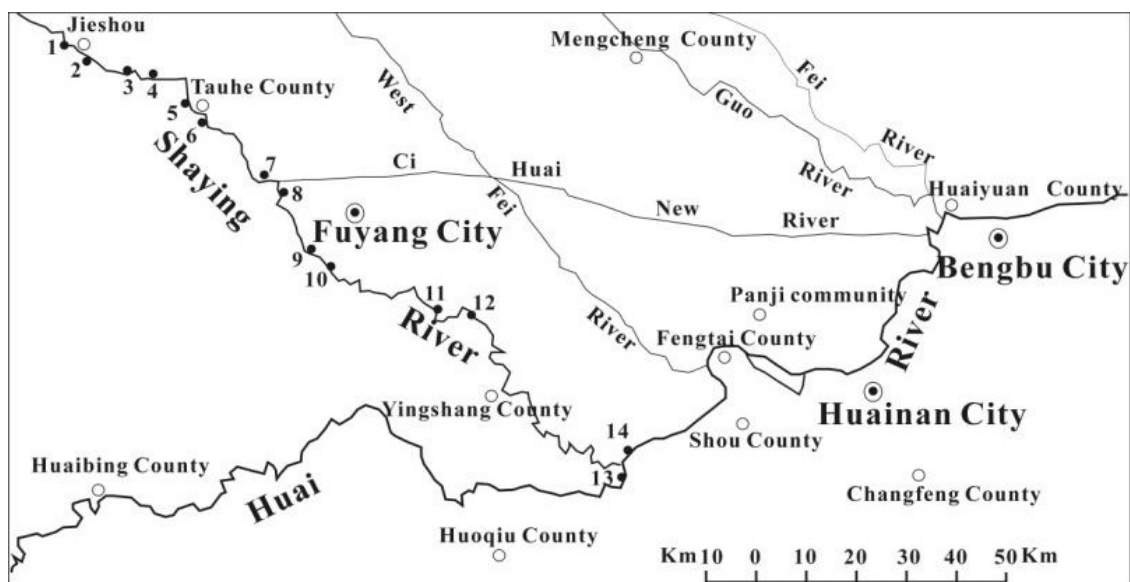 Jieshou
1
2
3
4
Tauhe County
5
6
Shaying
River
7
8
Fuyang City
9
10
11
12
Yingshang County
13
14
West
Fei
River
Ci
Huai
New
River
Mengcheng County
Guo
River
Fei
River
Huaiyuan County
Bengbu City
Panji community
Fengtai County
River
Huainan City
Shou County
Changfeng County
Huaibing County
Huai
Huoqiu County
Km 10 0 10 20 30 40 50 Km